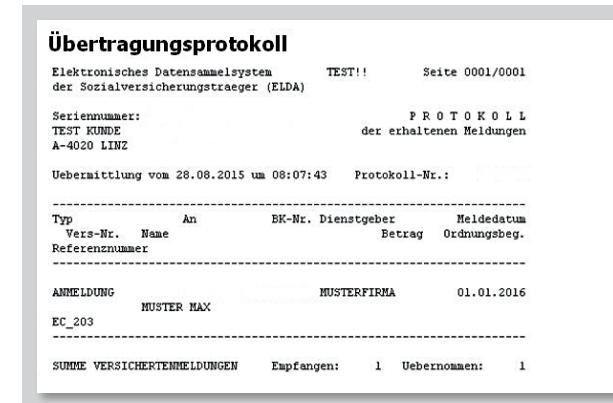 Übertragungsprotokoll
Elektronisches Datensammelsystem TEST!! Seite 0001/0001
der Sozialversicherungstraeger (ELDA)
Seriennummer: P R O T O K O L L
TEST KUNDE der erhaltenen Meldungen
A-4020 LINZ
Uebermittlung vom 28.08.2015 um 08:07:43 Protokoll-Nr.:
Typ An BK-Nr. Dienstgeber Meldedatum
Vers-Nr. Name Betrag Ordnungsbeg.
Referenznummer
ANMELDUNG MUSTERFIRMA 01.01.2016
MUSTER MAX
EC_203
SUMME VERSICHERTENMELDUNGEN Empfangen: 1 Uebernommen: 1